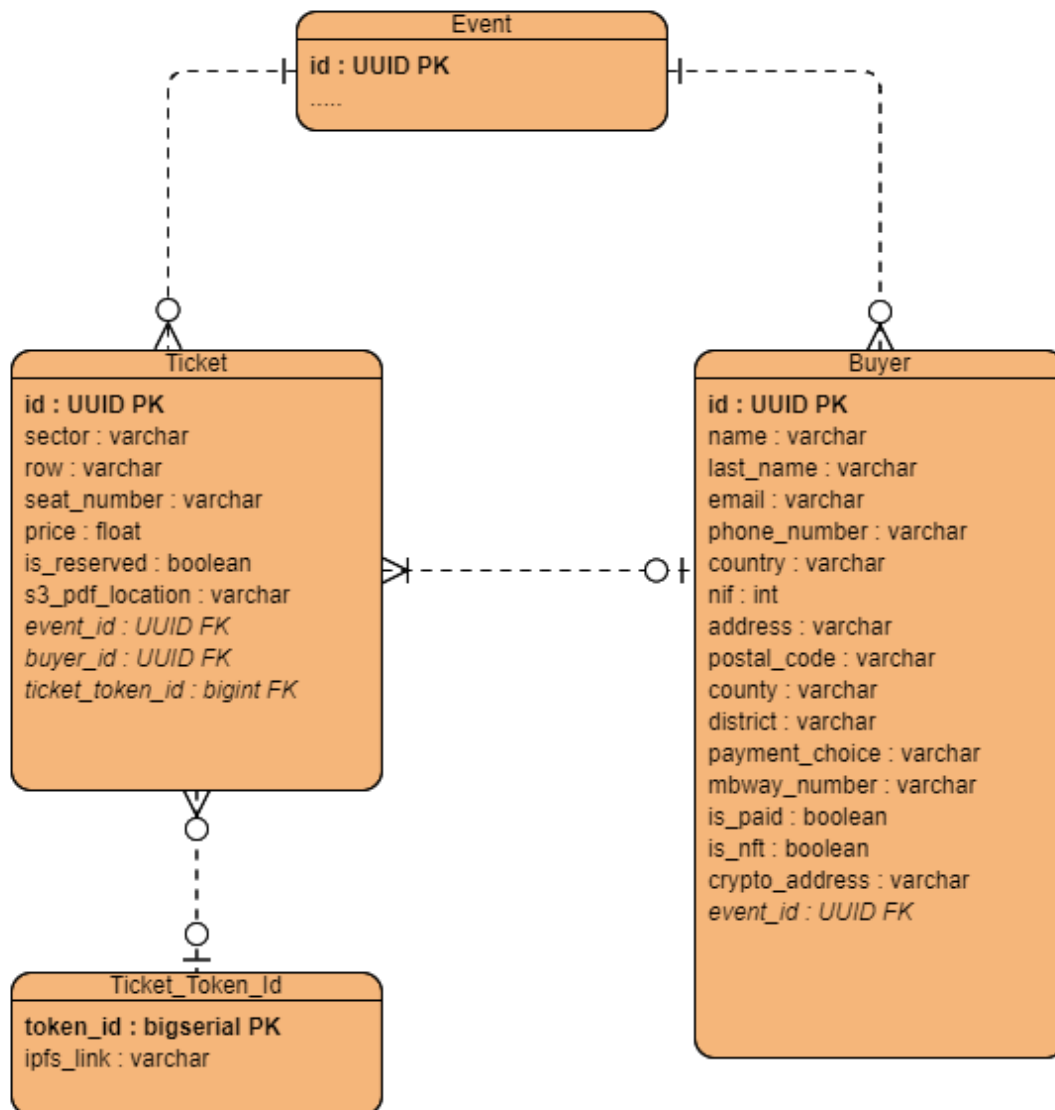 Event
id : UUID PK
.....
Ticket
id : UUID PK
sector : varchar
row : varchar
seat_number : varchar
price : float
is_reserved : boolean
s3_pdf_location : varchar
event_id : UUID FK
buyer_id : UUID FK
ticket_token_id : bigint FK
Buyer
id : UUID PK
name : varchar
last_name : varchar
email : varchar
phone_number : varchar
country : varchar
nif : int
address : varchar
postal_code : varchar
county : varchar
district : varchar
payment_choice : varchar
mbway_number : varchar
is_paid : boolean
is_nft : boolean
crypto_address : varchar
event_id : UUID FK
Ticket_Token_Id
token_id : bigserial PK
ipfs_link : varchar